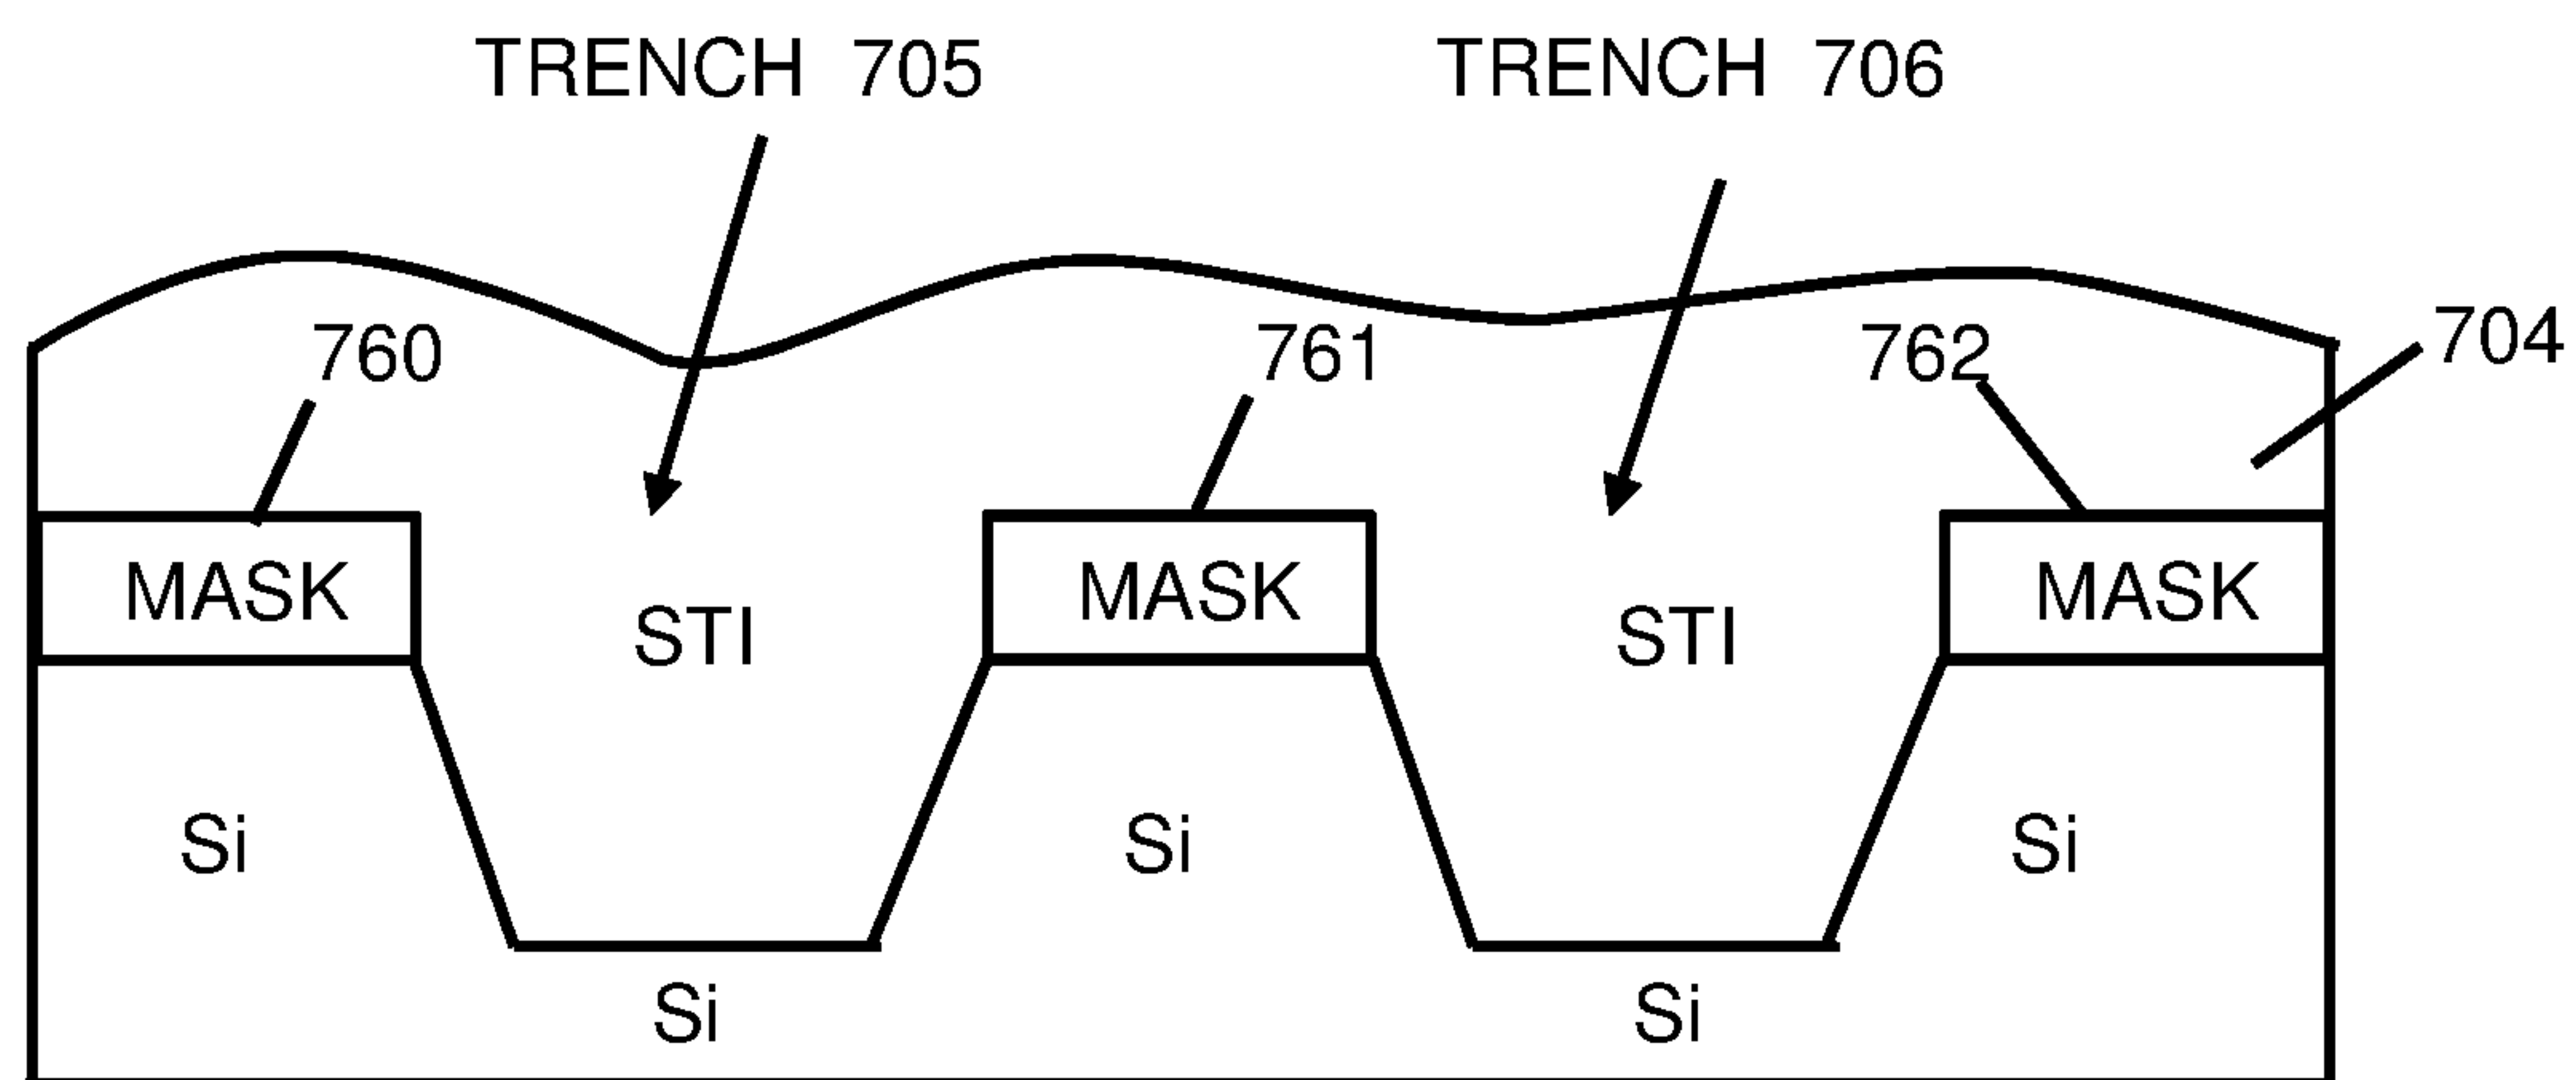 TRENCH 705
TRENCH 706
760
761
762
704
MASK
MASK
MASK
STI
STI
Si
Si
Si
Si
Si